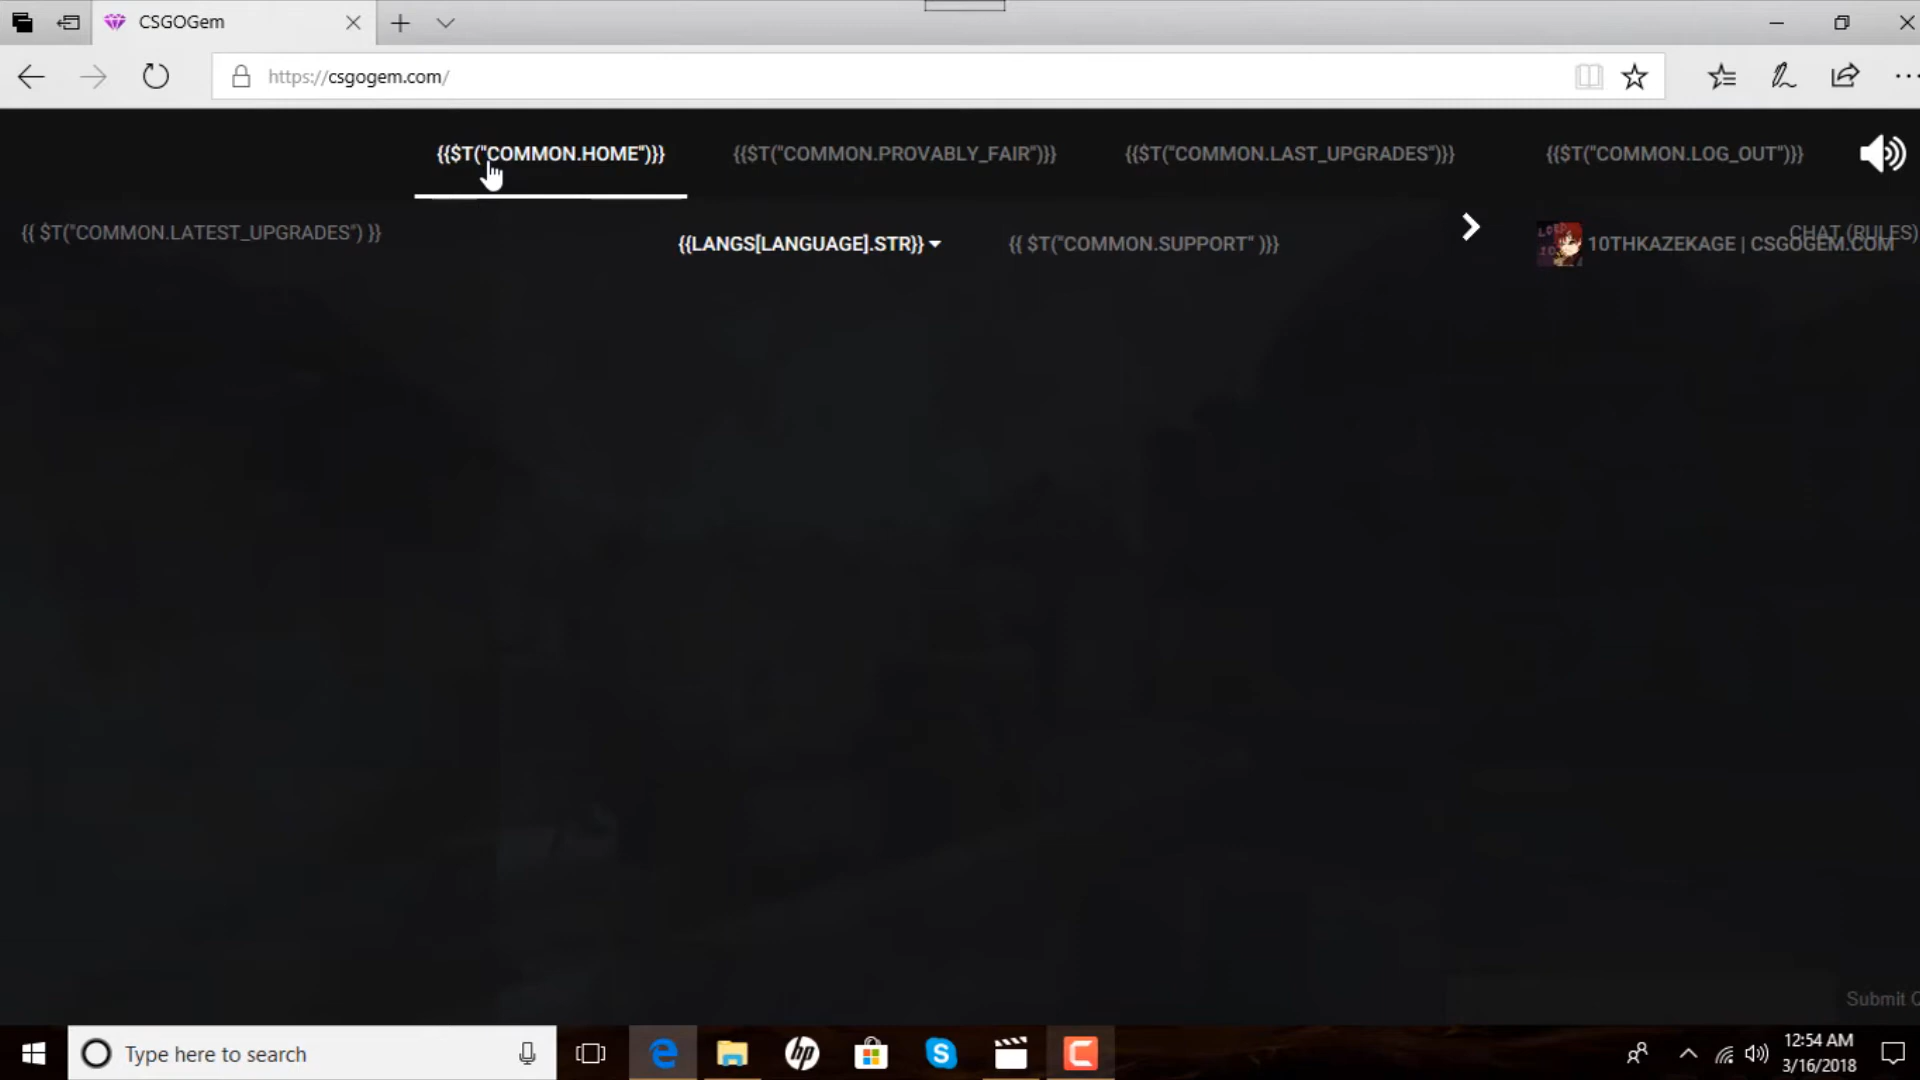 CSGOGem
https://csgogem.com/
{{$T("COMMON.HOME")}} {{$T("COMMON.PROVABLY_FAIR")}} {{$T("COMMON.LAST_UPGRADES")}} {{$T("COMMON.LOG_OUT")}}
{{ $T("COMMON.LATEST_UPGRADES") }} {{LANGS[LANGUAGE].STR}} {{ $T("COMMON.SUPPORT" )}} CHAT (RULES)
10THKAZEKAGE | CSGOGEM.COM
Submit
Type here to search
12:54 AM
3/16/2018